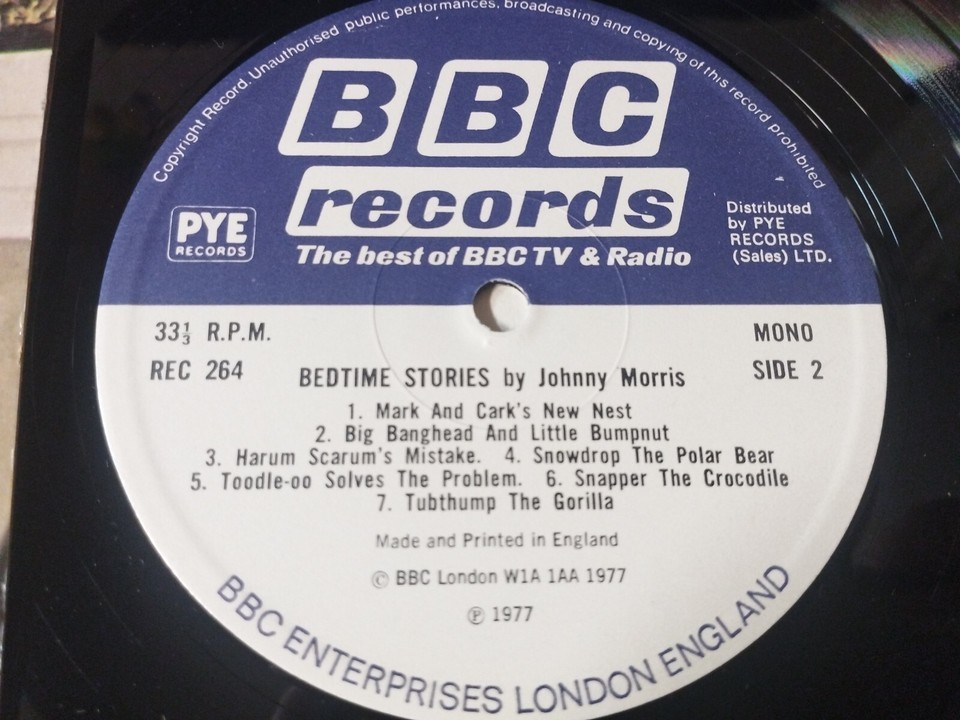 Copyright Record. Unauthorised public performances, broadcasting and copying of this record prohibited
BBC
records
The best of BBC TV & Radio
PYE
RECORDS
Distributed
by PYE
RECORDS
(Sales) LTD.
33⅓ R.P.M.
MONO
REC 264
SIDE 2
BEDTIME STORIES by Johnny Morris
1. Mark And Cark's New Nest
2. Big Banghead And Little Bumpnut
3. Harum Scarum's Mistake. 4. Snowdrop The Polar Bear
5. Toodle-oo Solves The Problem. 6. Snapper The Crocodile
7. Tubthump The Gorilla
Made and Printed in England
© BBC London W1A 1AA 1977
℗ 1977
BBC ENTERPRISES LONDON ENGLAND